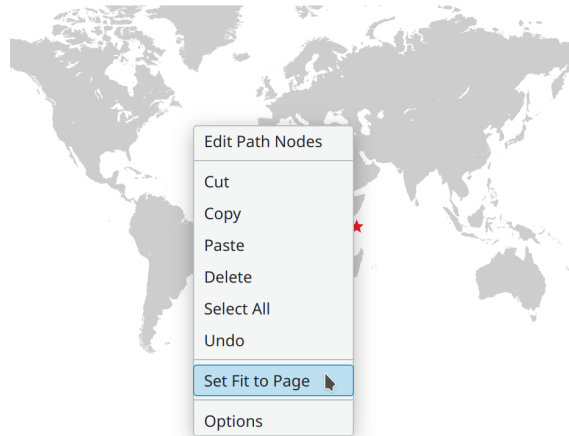 Edit Path Nodes
Cut
Copy
Paste
Delete
Select All
Undo
Set Fit to Page
Options